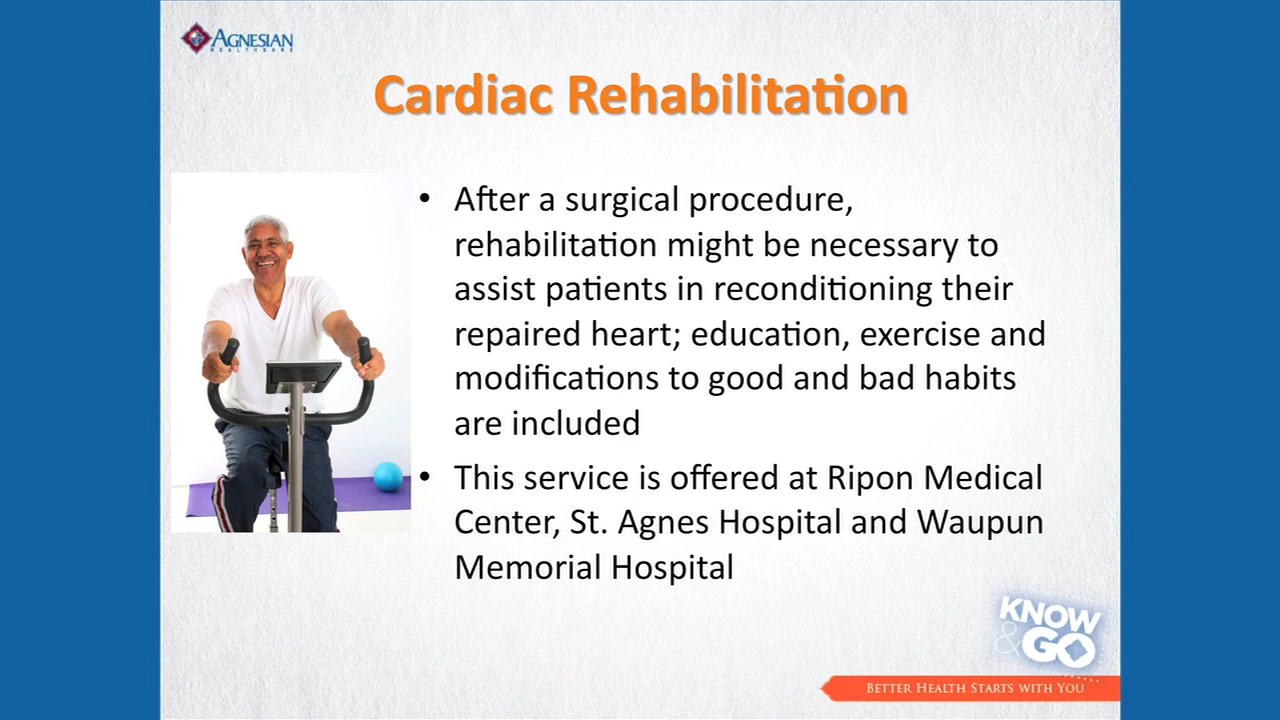 AGNESIAN
HEALTHCARE
Cardiac Rehabilitation
• After a surgical procedure,
rehabilitation might be necessary to
assist patients in reconditioning their
repaired heart; education, exercise and
modifications to good and bad habits
are included
• This service is offered at Ripon Medical
Center, St. Agnes Hospital and Waupun
Memorial Hospital
KNOW
& GO
BETTER HEALTH STARTS WITH YOU